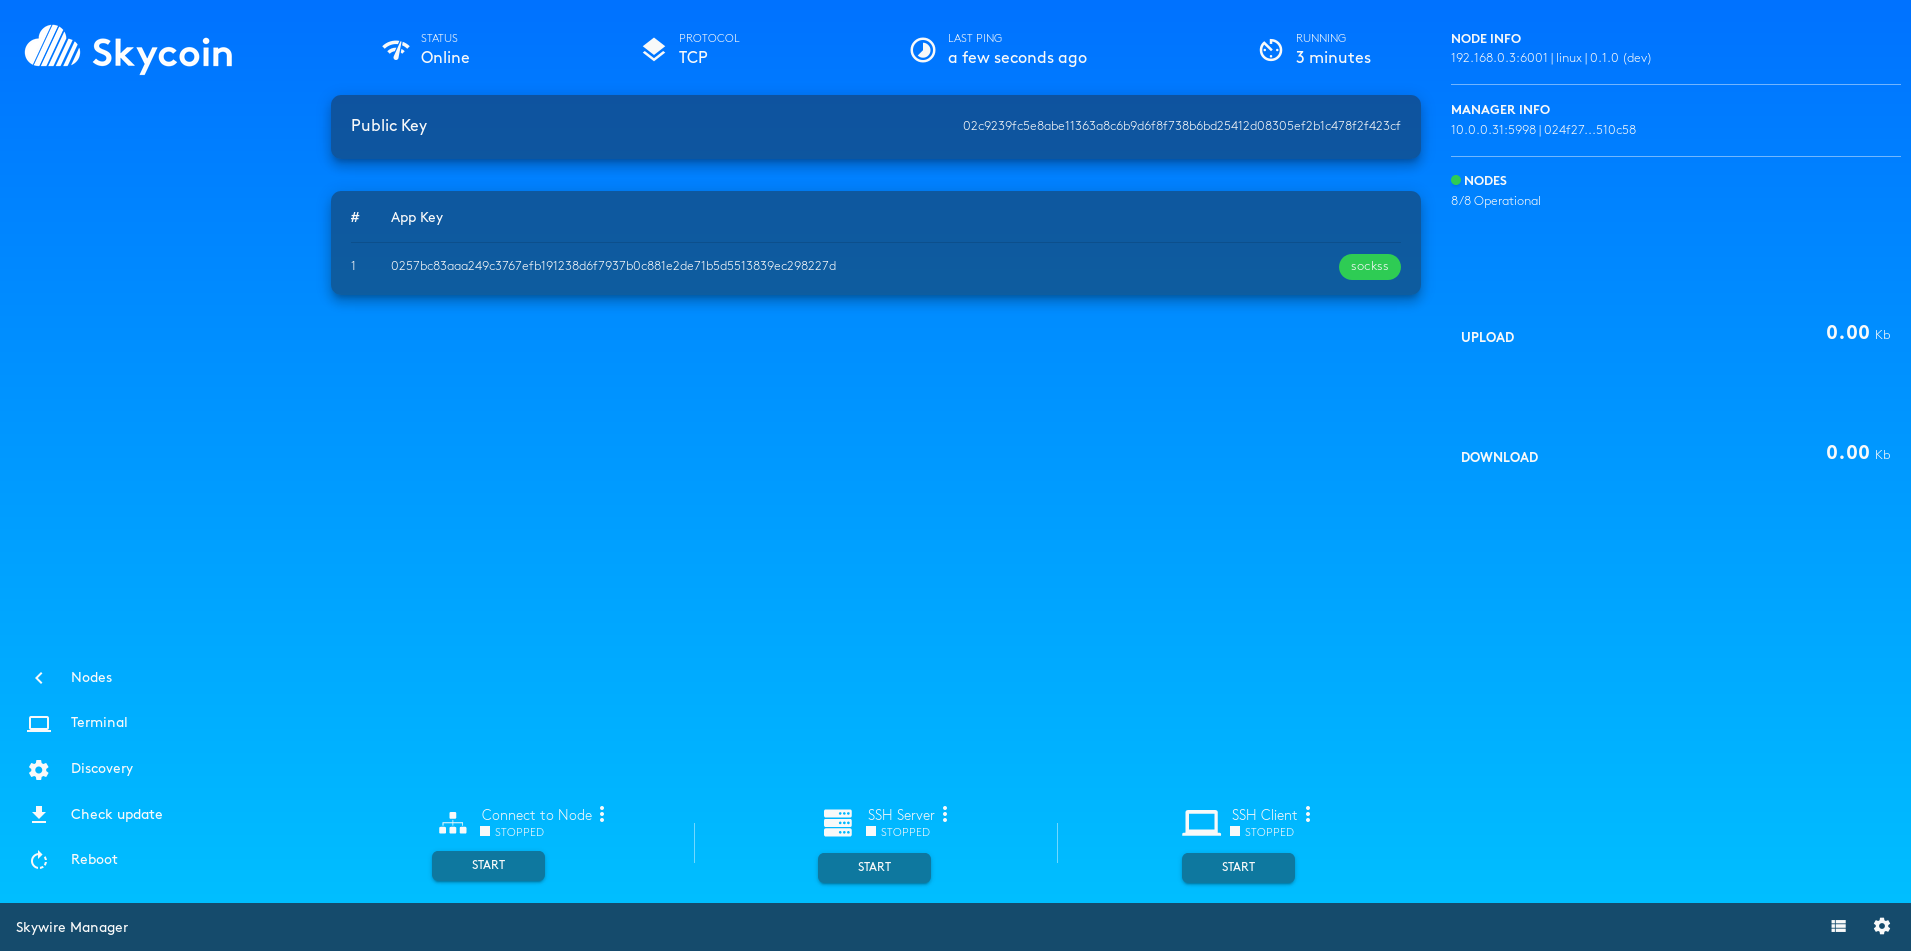 Skycoin
STATUS
Online
PROTOCOL
TCP
LAST PING
a few seconds ago
RUNNING
3 minutes
Public Key 02c9239fc5e8abe11363a8c6b9d6f8f738b6bd25412d08305ef2b1c478f2f423cf
# App Key
1 0257bc83aaa249c3767efb191238d6f7937b0c881e2de71b5d5513839ec298227d sockss
NODE INFO
192.168.0.3:6001 | linux | 0.1.0 (dev)
MANAGER INFO
10.0.0.31:5998 | 024f27...510c58
NODES
8/8 Operational
UPLOAD 0.00 Kb
DOWNLOAD 0.00 Kb
Nodes
Terminal
Discovery
Check update
Reboot
Connect to Node
STOPPED
START
SSH Server
STOPPED
START
SSH Client
STOPPED
START
Skywire Manager